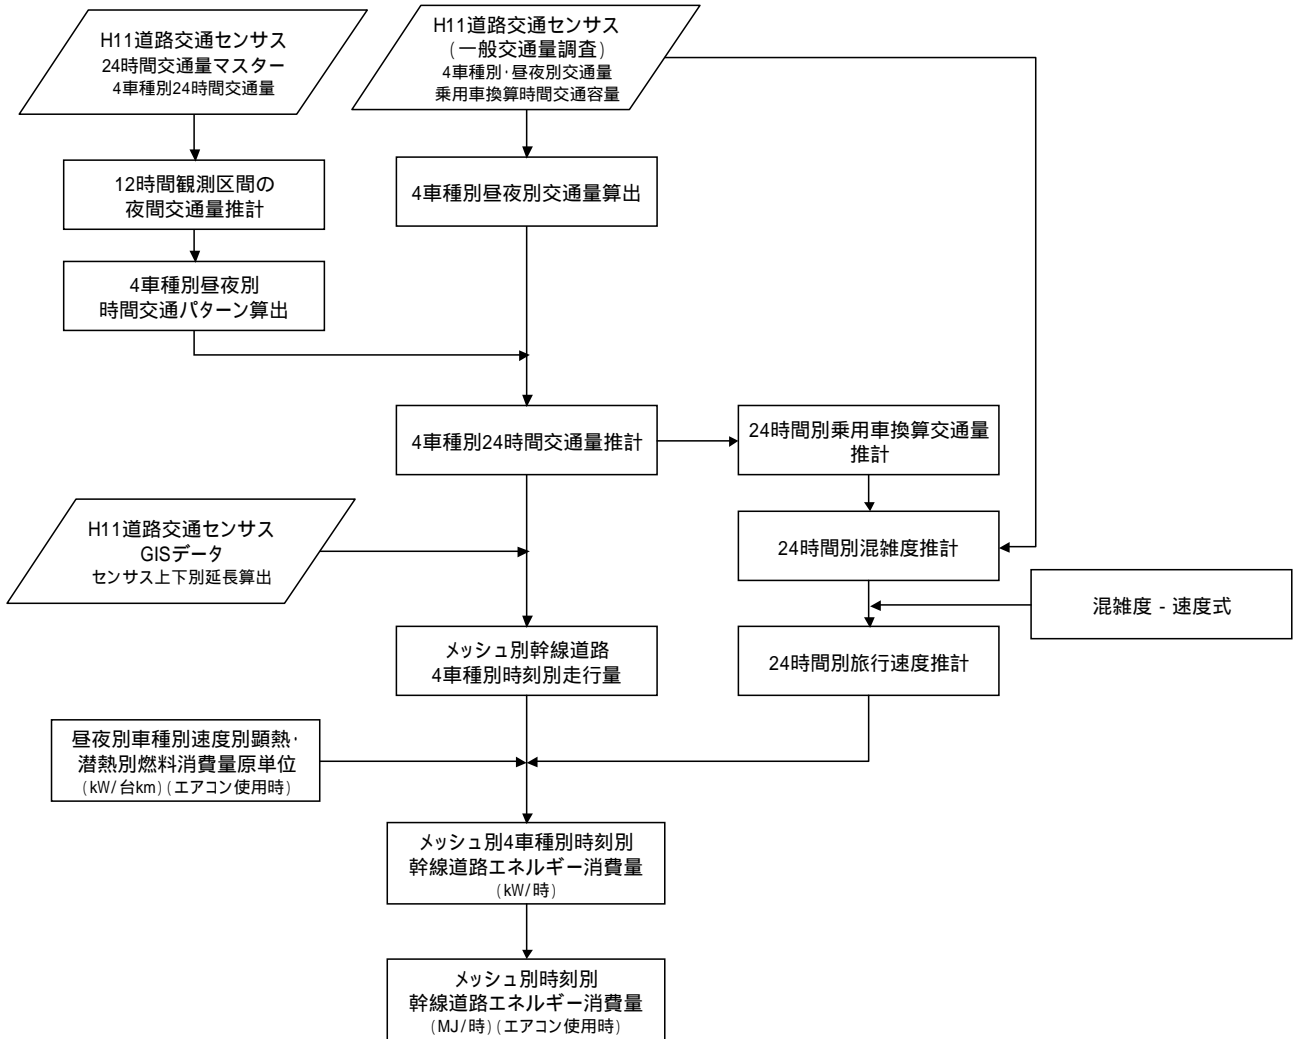 H11道路交通センサス
24時間交通量マスター
4車種別24時間交通量
H11道路交通センサス
(一般交通量調査)
4車種別・昼夜別交通量
乗用車換算時間交通容量
12時間観測区間の
夜間交通量推計
4車種別昼夜別交通量算出
4車種別昼夜別
時間交通パターン算出
4車種別24時間交通量推計
24時間別乗用車換算交通量
推計
H11道路交通センサス
GISデータ
センサス上下別延長算出
24時間別混雑度推計
混雑度 - 速度式
メッシュ別幹線道路
4車種別時刻別走行量
24時間別旅行速度推計
昼夜別車種別速度別顕熱・
潜熱別燃料消費量原単位
(kW/台km)(エアコン使用時)
メッシュ別4車種別時刻別
幹線道路エネルギー消費量
(kW/時)
メッシュ別時刻別
幹線道路エネルギー消費量
(MJ/時)(エアコン使用時)